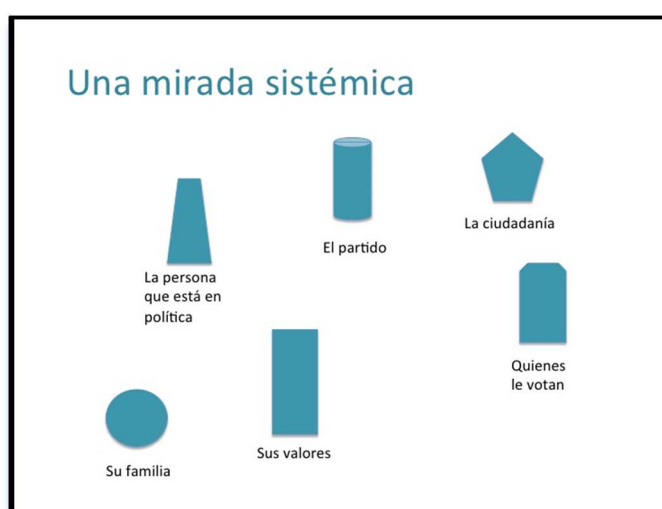 Una mirada sistémica
La ciudadanía
El partido
La persona
que está en
política
Quienes
le votan
Sus valores
Su familia